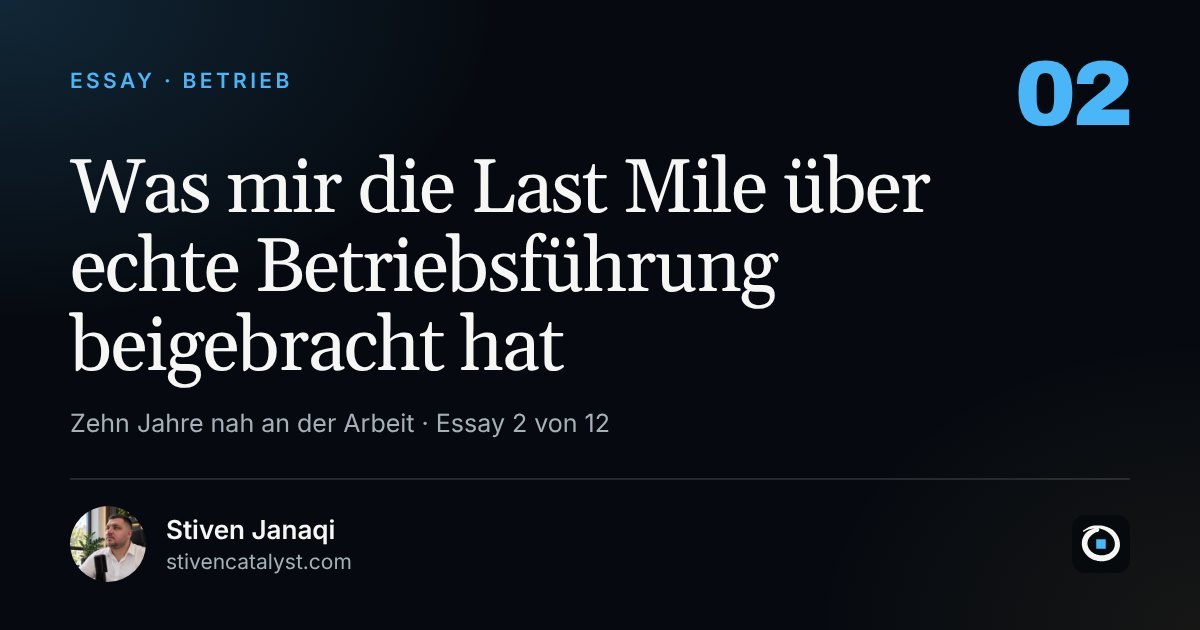 ESSAY · BETRIEB
02
Was mir die Last Mile über
echte Betriebsführung
beigebracht hat
Zehn Jahre nah an der Arbeit · Essay 2 von 12
Stiven Janaqi
stivencatalyst.com